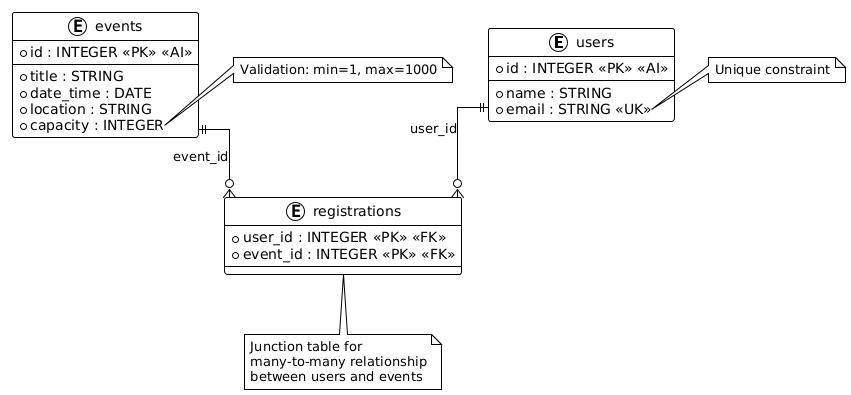 E events
id : INTEGER «PK» «AI»
title : STRING
date_time : DATE
location : STRING
capacity : INTEGER
Validation: min=1, max=1000
E users
id : INTEGER «PK» «AI»
name : STRING
email : STRING «UK»
Unique constraint
event_id
user_id
E registrations
user_id : INTEGER «PK» «FK»
event_id : INTEGER «PK» «FK»
Junction table for
many-to-many relationship
between users and events